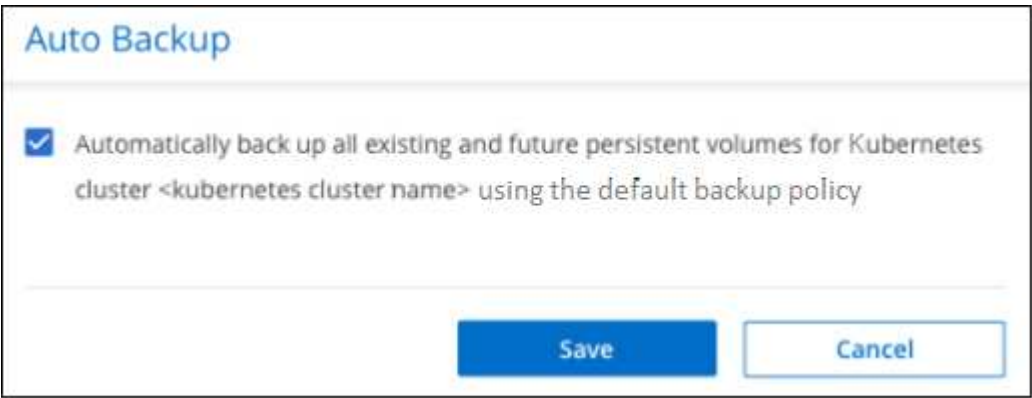 Auto Backup
Automatically back up all existing and future persistent volumes for Kubernetes
cluster <kubernetes cluster name> using the default backup policy
Save
Cancel